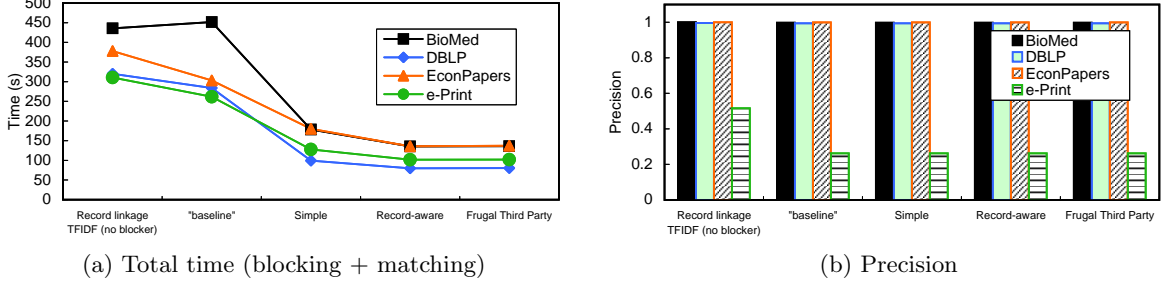 500
450
400
350
300
250
200
150
100
50
Time (s)
BioMed
DBLP
EconPapers
e-Print
Record linkage
TFIDF (no blocker)
"baseline"
Simple
Record-aware
Frugal Third Party
(a) Total time (blocking + matching)
1
0.8
0.6
0.4
0.2
0
Precision
BioMed
DBLP
EconPapers
e-Print
Record linkage
TFIDF (no blocker)
"baseline"
Simple
Record-aware
Frugal Third Party
(b) Precision